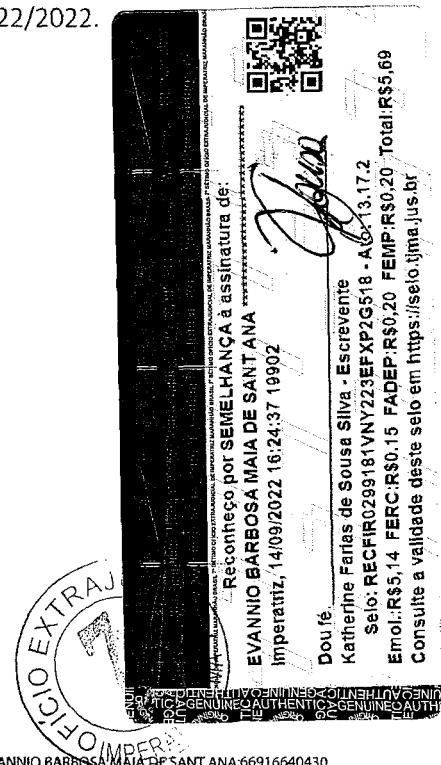 22/2022.
Reconheço por SEMELHANÇA à assinatura de:
EVANNIO BARBOSA MAIA DE SANT ANA ********************
Imperatriz, 14/09/2022 16:24:37 19902
Dou fé.
Katherine Farias de Sousa Silva - Escrevente
Selo: RECFIR0299181VNY223EFXP2G518 - Ato: 13.17.2
Emol.:R$5,14 FERC:R$0,15 FADEP:R$0,20 FEMP:R$0,20 Total:R$5,69
Consulte a validade deste selo em https://selo.tjma.jus.br
OFÍCIO EXTRAJ
IMPER
ANNIO BARBOSA MAIA DE SANT ANA:66916640430